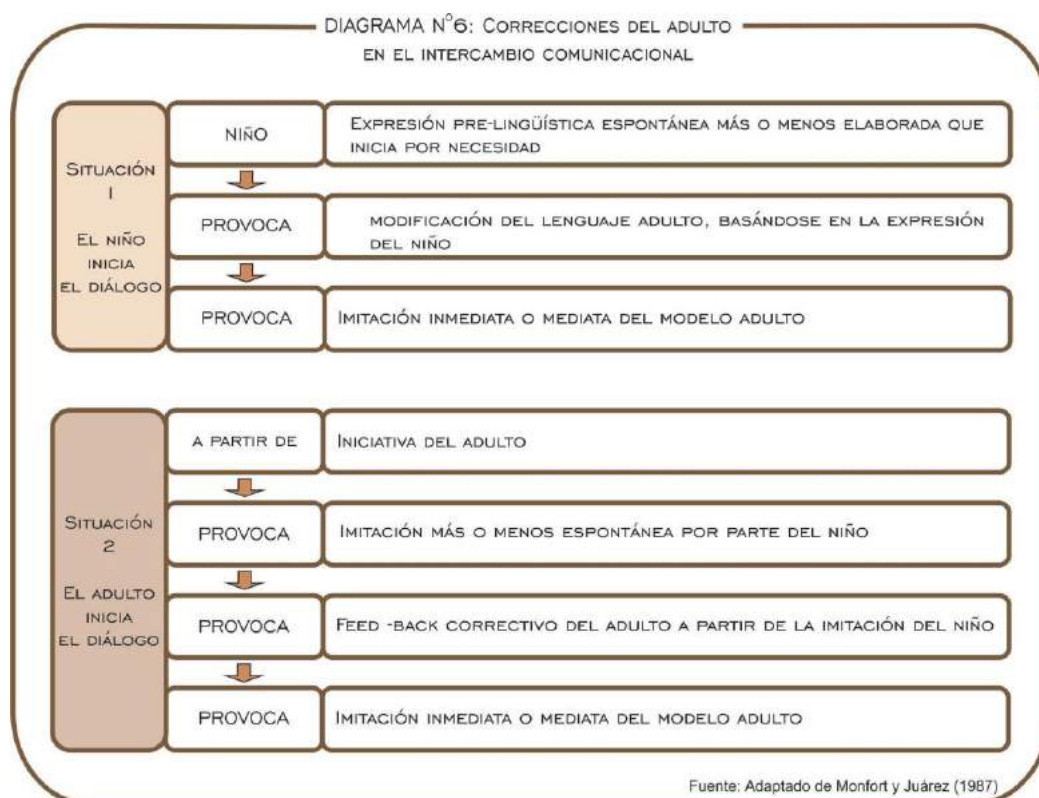 DIAGRAMA N°6: CORRECCIONES DEL ADULTO
EN EL INTERCAMBIO COMUNICACIONAL
SITUACIÓN
1
EL NIÑO
INICIA
EL DIÁLOGO
NIÑO
EXPRESIÓN PRE-LINGÜÍSTICA ESPONTÁNEA MÁS O MENOS ELABORADA QUE
INICIA POR NECESIDAD
PROVOCA
MODIFICACIÓN DEL LENGUAJE ADULTO, BASÁNDOSE EN LA EXPRESIÓN
DEL NIÑO
PROVOCA
IMITACIÓN INMEDIATA O MEDIATA DEL MODELO ADULTO
SITUACIÓN
2
EL ADULTO
INICIA
EL DIÁLOGO
A PARTIR DE
INICIATIVA DEL ADULTO
PROVOCA
IMITACIÓN MÁS O MENOS ESPONTÁNEA POR PARTE DEL NIÑO
PROVOCA
FEED -BACK CORRECTIVO DEL ADULTO A PARTIR DE LA IMITACIÓN DEL NIÑO
PROVOCA
IMITACIÓN INMEDIATA O MEDIATA DEL MODELO ADULTO
Fuente: Adaptado de Monfort y Juárez (1987)